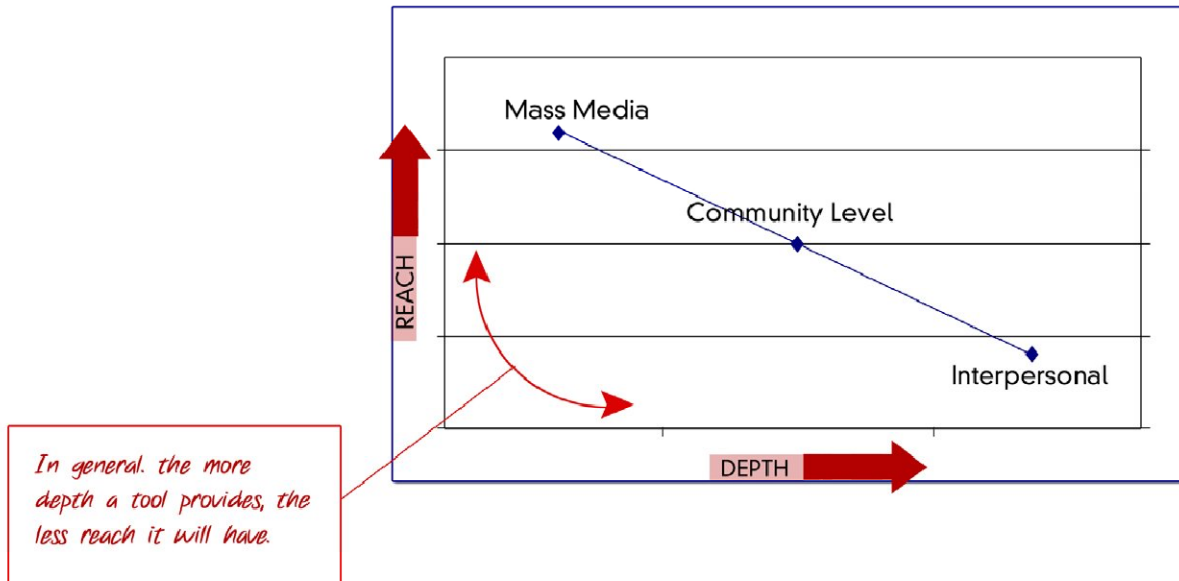 Mass Media
Community Level
Interpersonal
REACH
DEPTH
In general. the more
depth a tool provides, the
less reach it will have.